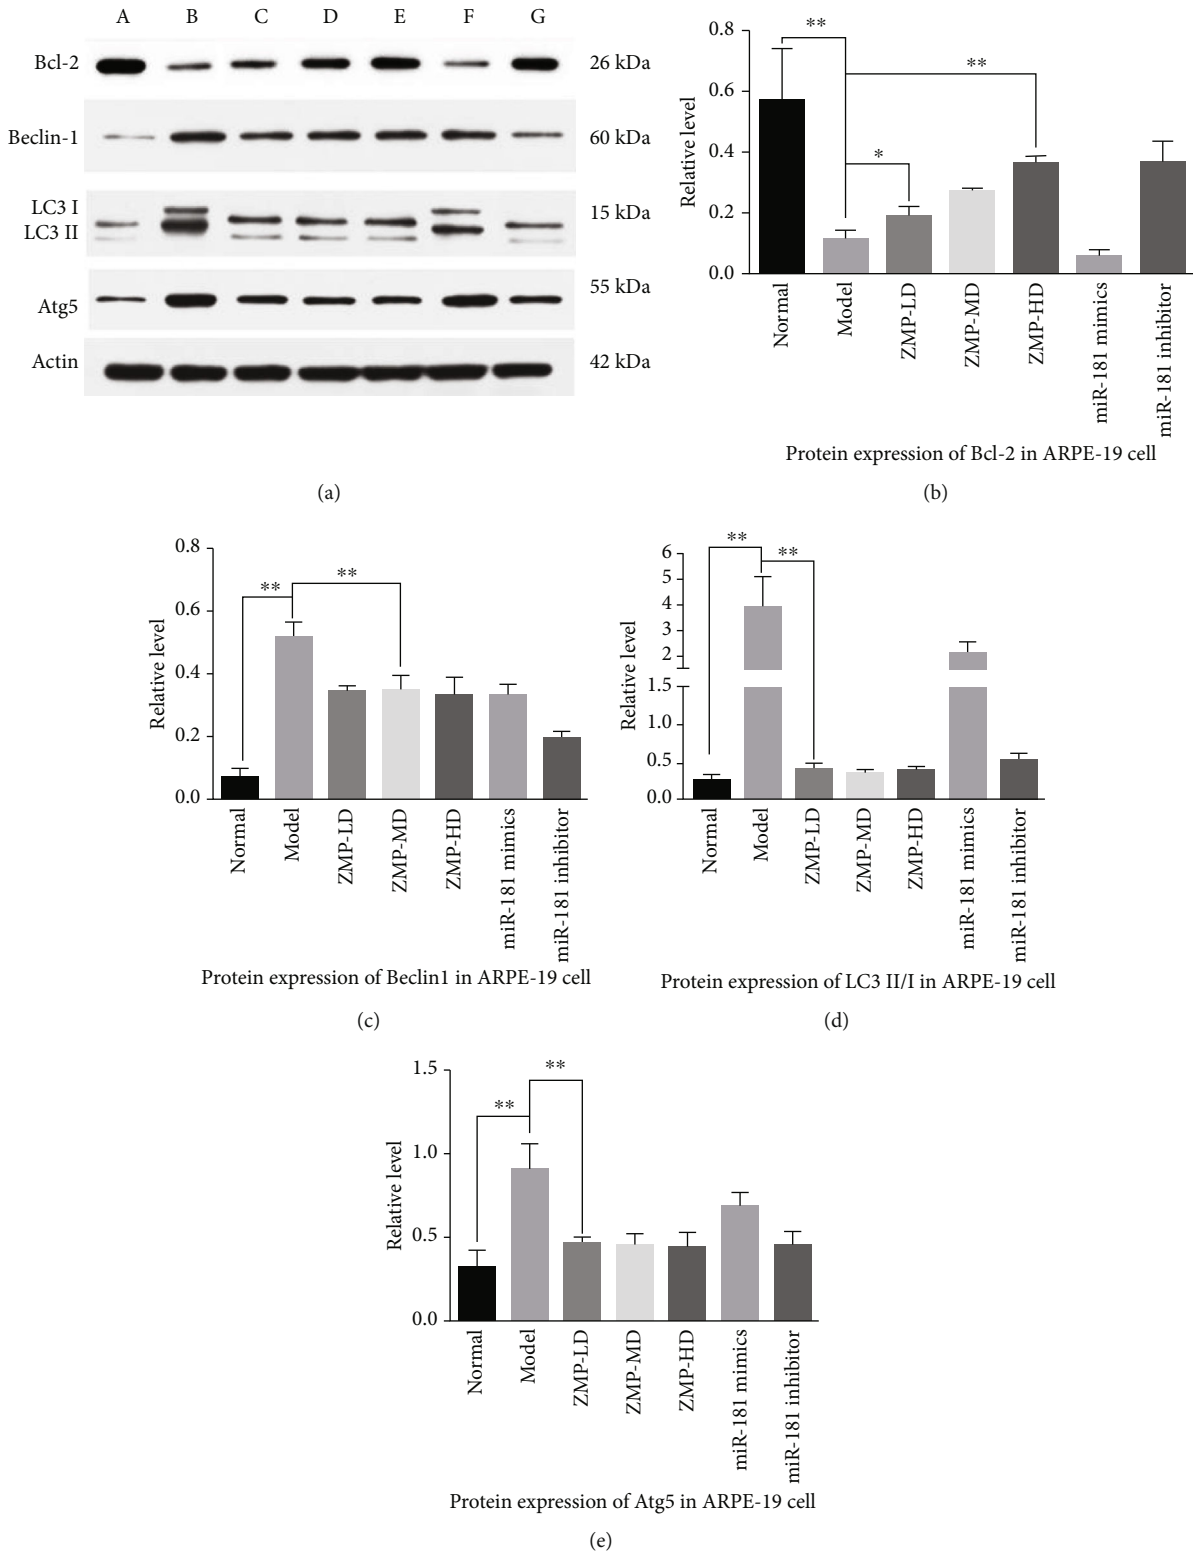 A B C D E F G
Bcl-2 26 kDa
Beclin-1 60 kDa
LC3 I 15 kDa
LC3 II
Atg5 55 kDa
Actin 42 kDa
(a)
0.8
0.6
0.4
0.2
0.0
Relative level
**
**
*
Normal
Model
ZMP-LD
ZMP-MD
ZMP-HD
miR-181 mimics
miR-181 inhibitor
Protein expression of Bcl-2 in ARPE-19 cell
(b)
0.8
0.6
0.4
0.2
0.0
Relative level
**
**
Normal
Model
ZMP-LD
ZMP-MD
ZMP-HD
miR-181 mimics
miR-181 inhibitor
Protein expression of Beclin1 in ARPE-19 cell
(c)
6
5
4
3
2
1.5
1.0
0.5
0.0
Relative level
**
**
Normal
Model
ZMP-LD
ZMP-MD
ZMP-HD
miR-181 mimics
miR-181 inhibitor
Protein expression of LC3 II/I in ARPE-19 cell
(d)
1.5
1.0
0.5
0.0
Relative level
**
**
Normal
Model
ZMP-LD
ZMP-MD
ZMP-HD
miR-181 mimics
miR-181 inhibitor
Protein expression of Atg5 in ARPE-19 cell
(e)